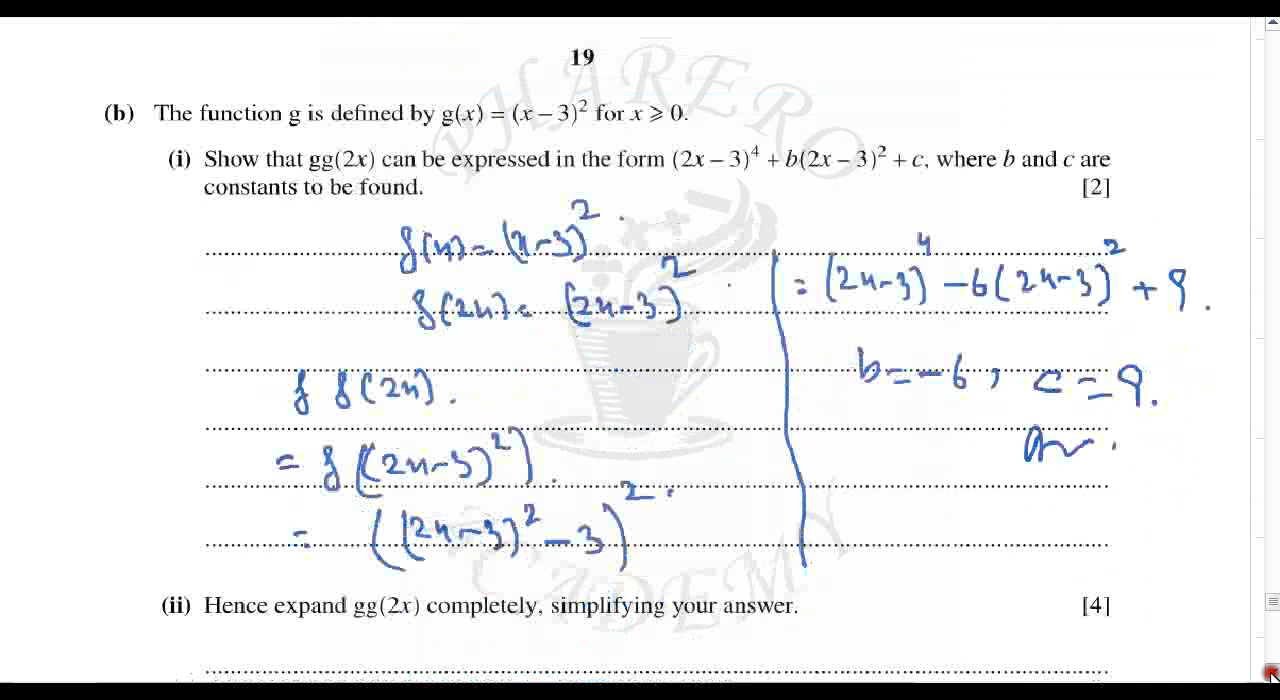 19
(b) The function g is defined by g(x) = (x − 3)² for x ⩾ 0.
(i) Show that gg(2x) can be expressed in the form (2x − 3)⁴ + b(2x − 3)² + c, where b and c are
constants to be found. [2]
g(x) = (x−3)²
g(2x) = (2x−3)²
g g(2x).
= g((2x−3)²).
= ((2x−3)² − 3)².
= (2x−3)⁴ − 6(2x−3)² + 9.
b = −6, c = 9.
(ii) Hence expand gg(2x) completely, simplifying your answer. [4]
PHARERO
CADEMY